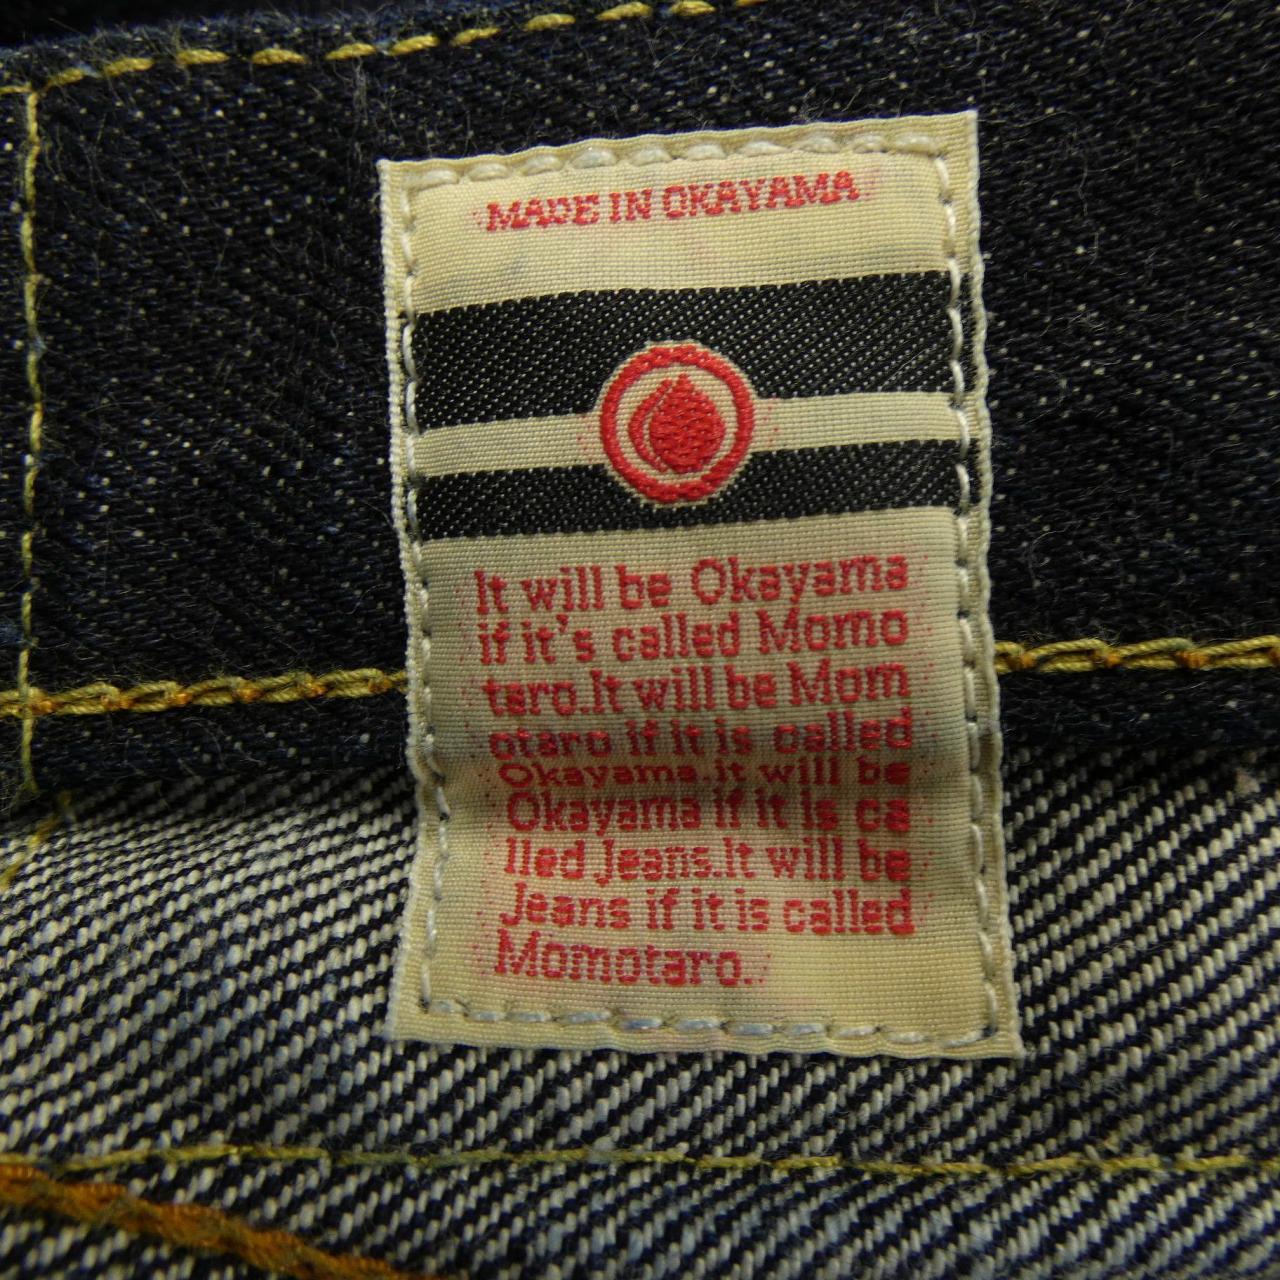 MADE IN OKAYAMA
It will be Okayama
if it's called Momo
taro.It will be Mom
otaro if it is called
Okayama.it will be
Okayama if it is ca
lled Jeans.It will be
Jeans if it is called
Momotaro.